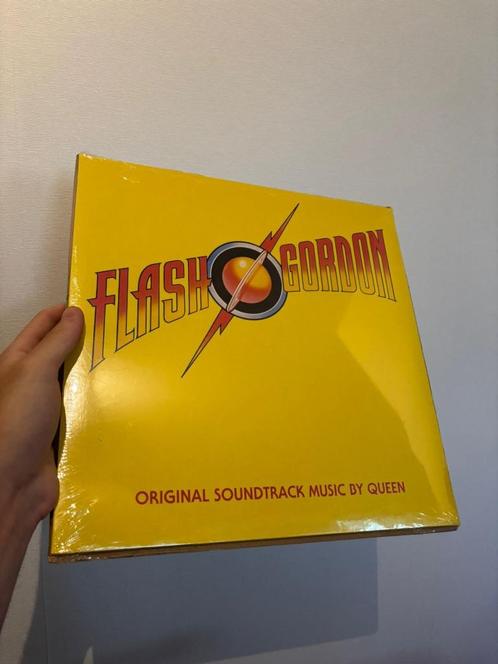 FLASH GORDON
ORIGINAL SOUNDTRACK MUSIC BY QUEEN